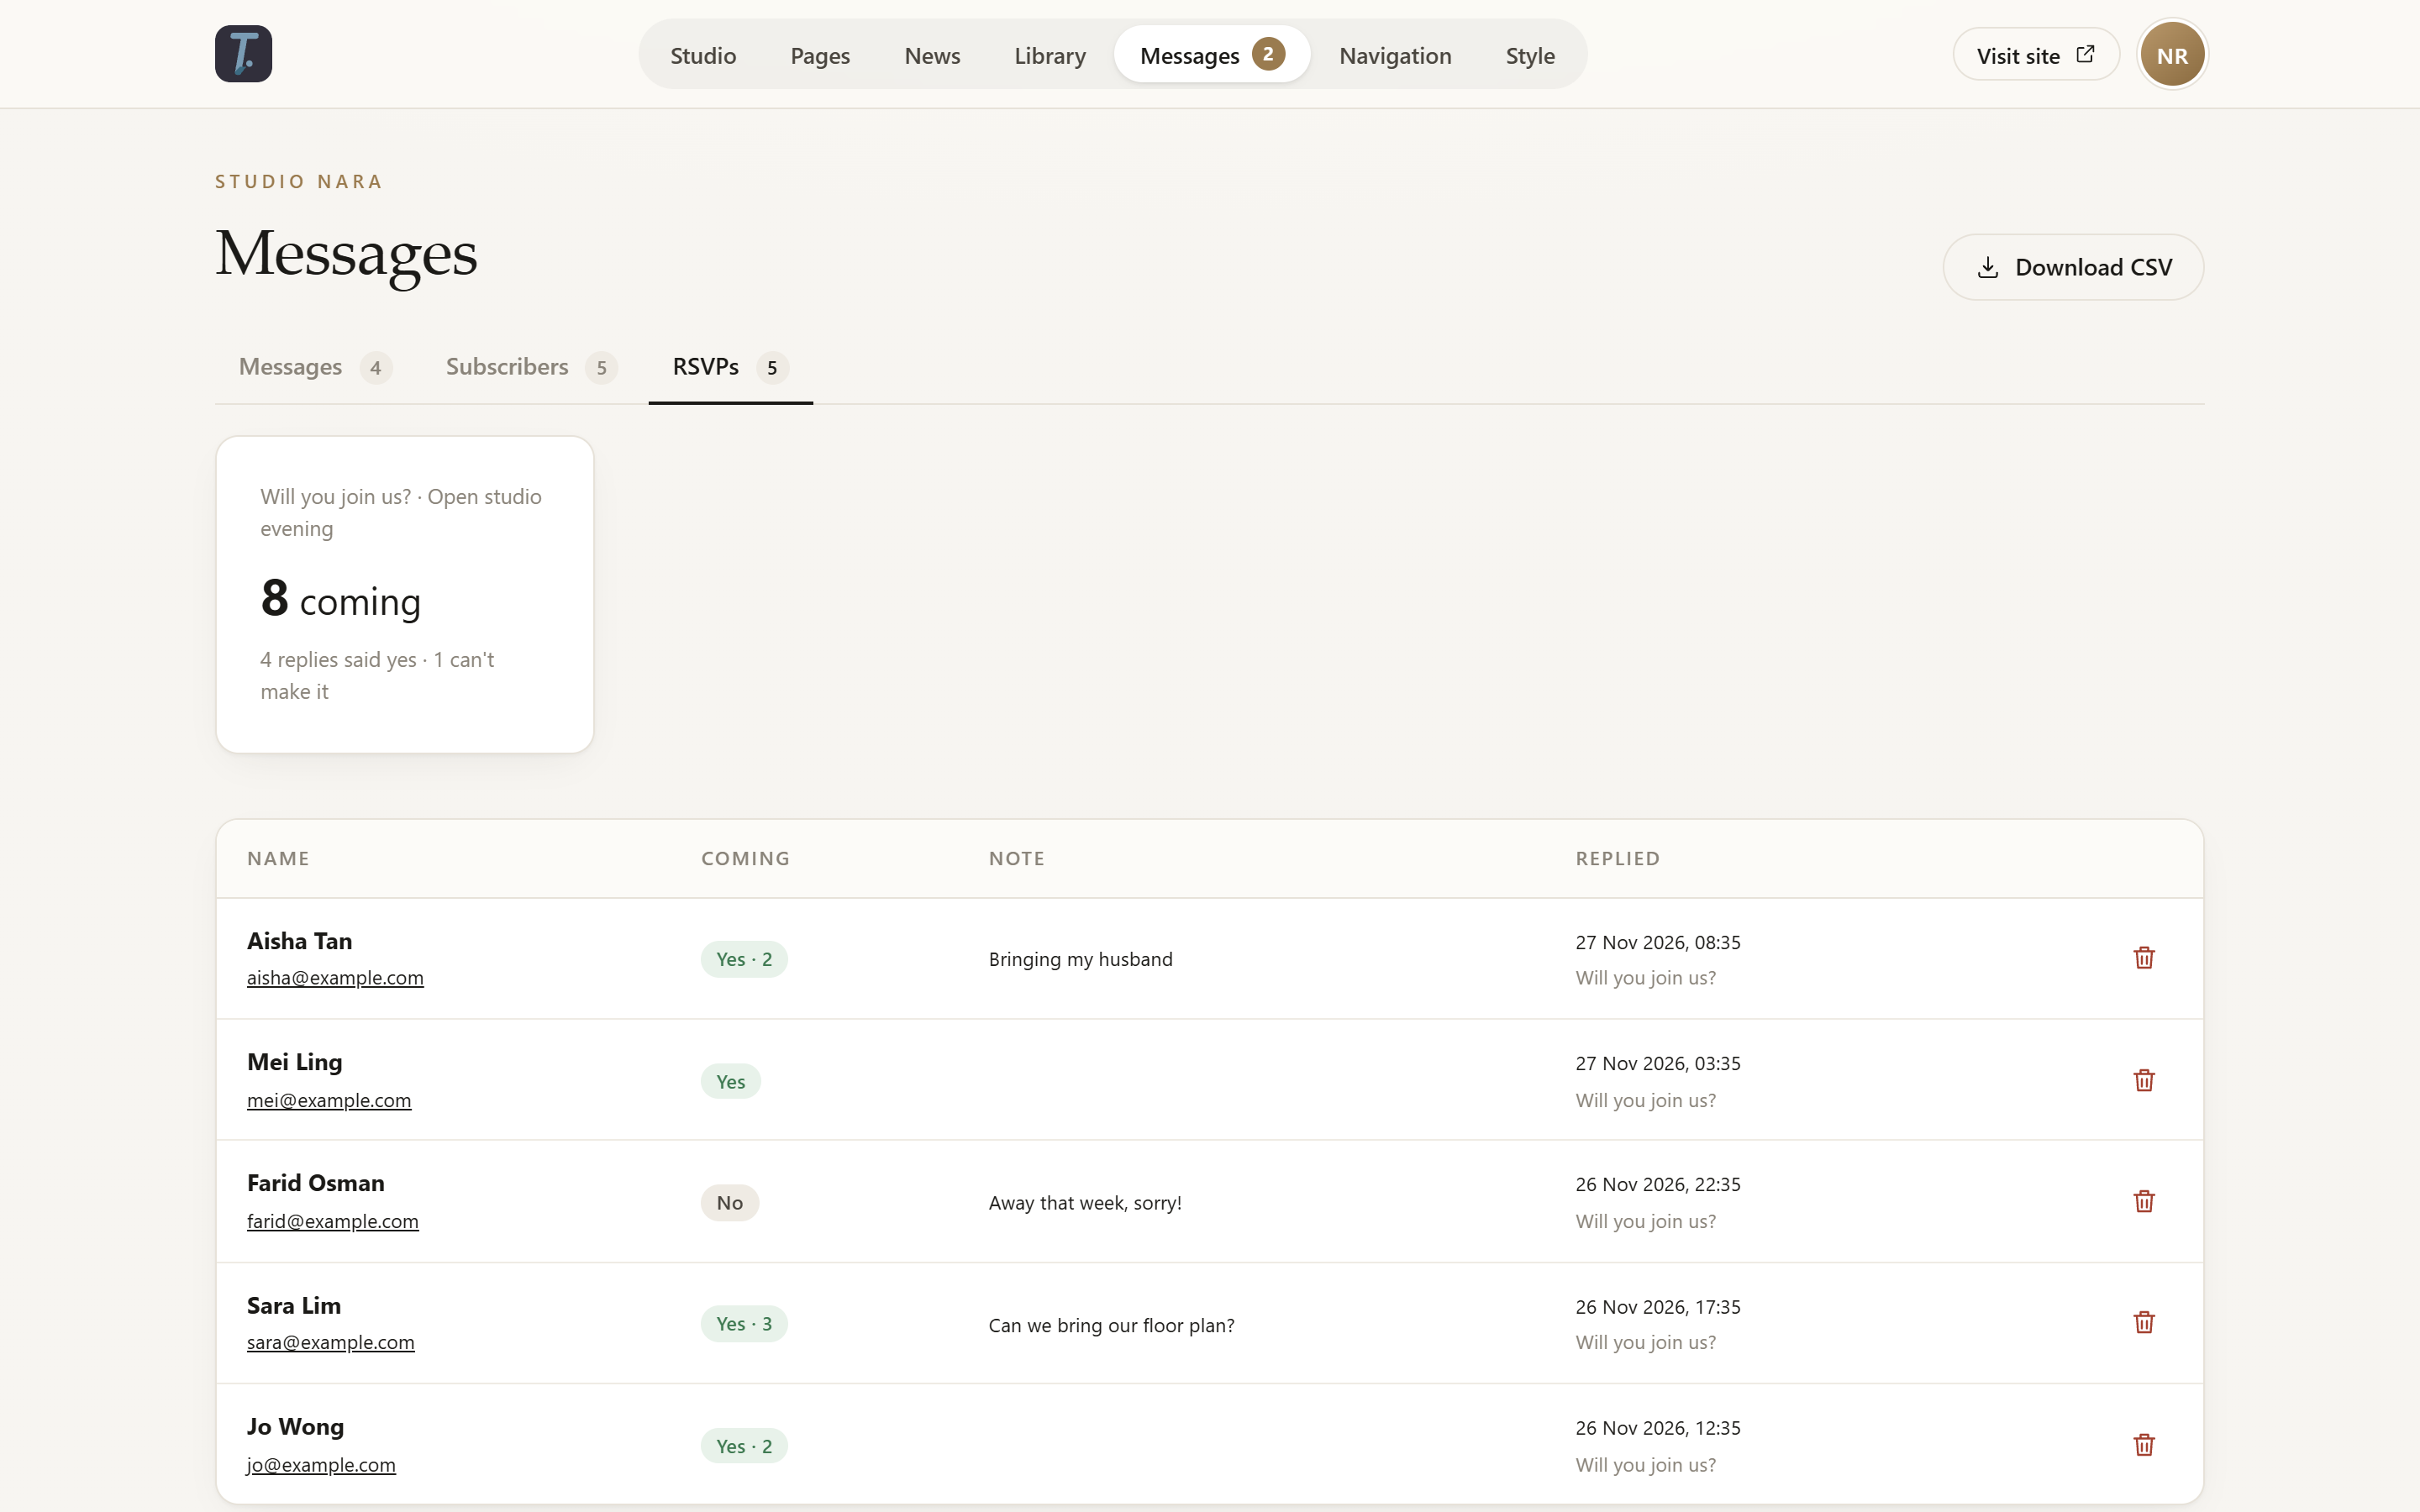 T.
Studio
Pages
News
Library
Messages 2
Navigation
Style
Visit site
NR
STUDIO NARA
Messages
Download CSV
Messages 4
Subscribers 5
RSVPs 5
Will you join us? · Open studio
evening
8 coming
4 replies said yes · 1 can't
make it
NAME
COMING
NOTE
REPLIED
Aisha Tan
aisha@example.com
Yes · 2
Bringing my husband
27 Nov 2026, 08:35
Will you join us?
Mei Ling
mei@example.com
Yes
27 Nov 2026, 03:35
Will you join us?
Farid Osman
farid@example.com
No
Away that week, sorry!
26 Nov 2026, 22:35
Will you join us?
Sara Lim
sara@example.com
Yes · 3
Can we bring our floor plan?
26 Nov 2026, 17:35
Will you join us?
Jo Wong
jo@example.com
Yes · 2
26 Nov 2026, 12:35
Will you join us?